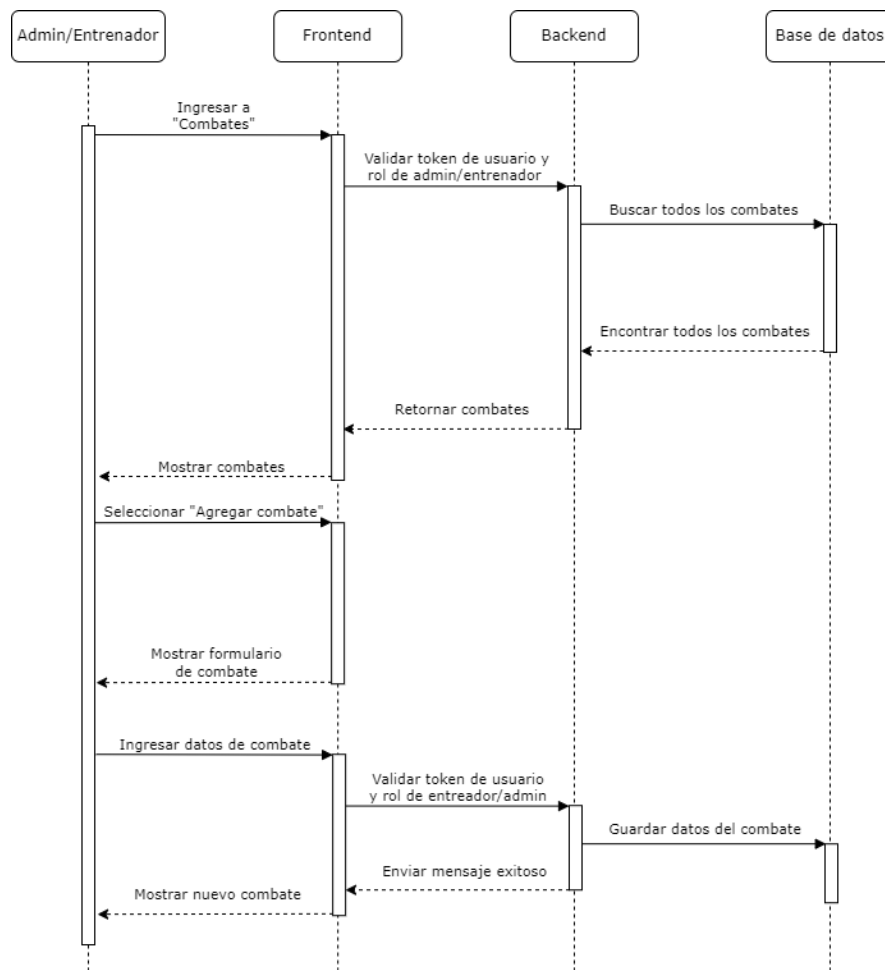 Admin/Entrenador
Frontend
Backend
Base de datos
Ingresar a
"Combates"
Validar token de usuario y
rol de admin/entrenador
Buscar todos los combates
Encontrar todos los combates
Retornar combates
Mostrar combates
Seleccionar "Agregar combate"
Mostrar formulario
de combate
Ingresar datos de combate
Validar token de usuario
y rol de entreador/admin
Guardar datos del combate
Enviar mensaje exitoso
Mostrar nuevo combate